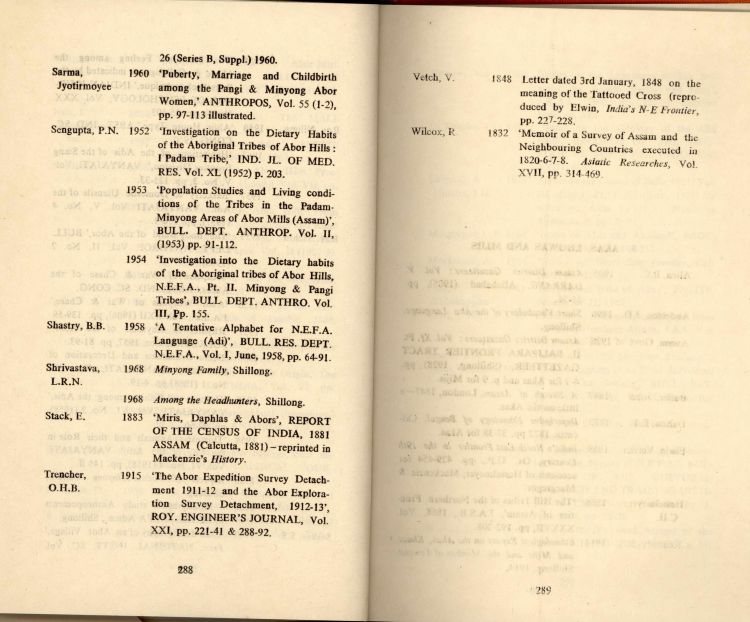 26 (Series B, Suppl.) 1960.
Sarma, 1960 'Puberty, Marriage and Childbirth
Jyotirmoyee among the Pangi & Minyong Abor
Women,' ANTHROPOS, Vol. 55 (1-2),
pp. 97-113 illustrated.
Sengupta, P.N. 1952 'Investigation on the Dietary Habits
of the Aboriginal Tribes of Abor Hills :
I Padam Tribe,' IND. JL. OF MED.
RES. Vol. XL (1952) p. 203.
1953 'Population Studies and Living condi-
tions of the Tribes in the Padam-
Minyong Areas of Abor Mills (Assam)',
BULL. DEPT. ANTHROP. Vol. II,
(1953) pp. 91-112.
1954 'Investigation into the Dietary habits
of the Aboriginal tribes of Abor Hills,
N.E.F.A., Pt. II. Minyong & Pangi
Tribes', BULL DEPT. ANTHRO. Vol.
III, Pp. 155.
Shastry, B.B. 1958 'A Tentative Alphabet for N.E.F.A.
Language (Adi)', BULL. RES. DEPT.
N.E.F.A., Vol. I, June, 1958, pp. 64-91.
Shrivastava, 1968 Minyong Family, Shillong.
L.R.N.
1968 Among the Headhunters, Shillong.
Stack, E. 1883 'Miris, Daphlas & Abors', REPORT
OF THE CENSUS OF INDIA, 1881
ASSAM (Calcutta, 1881) – reprinted in
Mackenzie's History.
Trencher, 1915 'The Abor Expedition Survey Detach-
O.H.B. ment 1911-12 and the Abor Explora-
tion Survey Detachment, 1912-13',
ROY. ENGINEER'S JOURNAL, Vol.
XXI, pp. 221-41 & 288-92.
288
Vetch, V. 1848 Letter dated 3rd January, 1848 on the
meaning of the Tattooed Cross (repro-
duced by Elwin, India's N-E Frontier,
pp. 227-228.
Wilcox, R. 1832 'Memoir of a Survey of Assam and the
Neighbouring Countries executed in
1820-6-7-8. Asiatic Researches, Vol.
XVII, pp. 314-469.
289